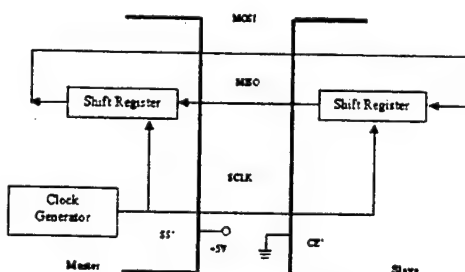 MOSI
Shift Register
MISO
Shift Register
SCLK
Clock
Generator
SS'
+5V
CE'
Master
Slave